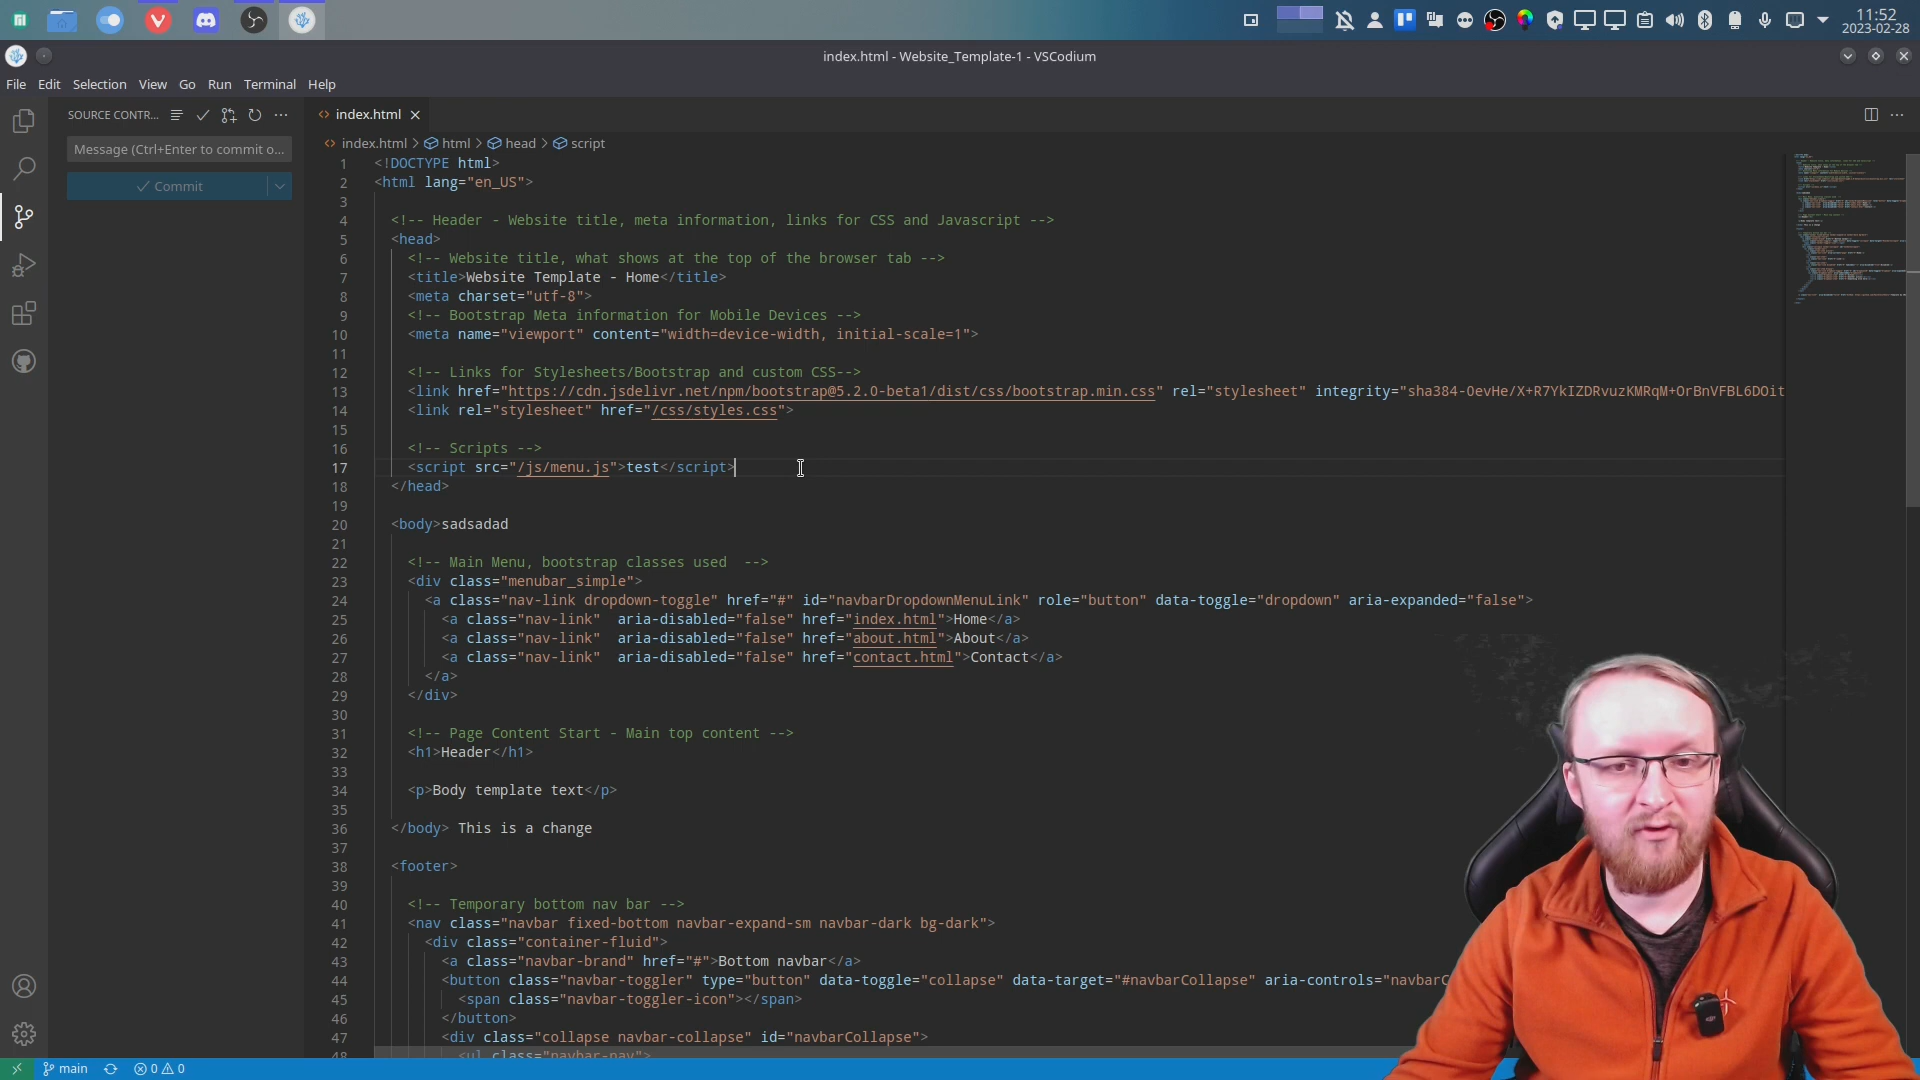 11:52
2023-02-28
index.html - Website_Template-1 - VSCodium
File Edit Selection View Go Run Terminal Help
SOURCE CONTR...
index.html
Message (Ctrl+Enter to commit o...
Commit
index.html > html > head > script
1 <!DOCTYPE html>
2 <html lang="en_US">
3
4 <!-- Header - Website title, meta information, links for CSS and Javascript -->
5 <head>
6 <!-- Website title, what shows at the top of the browser tab -->
7 <title>Website Template - Home</title>
8 <meta charset="utf-8">
9 <!-- Bootstrap Meta information for Mobile Devices -->
10 <meta name="viewport" content="width=device-width, initial-scale=1">
11
12 <!-- Links for Stylesheets/Bootstrap and custom CSS-->
13 <link href="https://cdn.jsdelivr.net/npm/bootstrap@5.2.0-beta1/dist/css/bootstrap.min.css" rel="stylesheet" integrity="sha384-0evHe/X+R7YkIZDRvuzKMRqM+OrBnVFBL6DOit
14 <link rel="stylesheet" href="/css/styles.css">
15
16 <!-- Scripts -->
17 <script src="/js/menu.js">test</script>
18 </head>
19
20 <body>sadsadad
21
22 <!-- Main Menu, bootstrap classes used  -->
23 <div class="menubar_simple">
24 <a class="nav-link dropdown-toggle" href="#" id="navbarDropdownMenuLink" role="button" data-toggle="dropdown" aria-expanded="false">
25 <a class="nav-link"  aria-disabled="false" href="index.html">Home</a>
26 <a class="nav-link"  aria-disabled="false" href="about.html">About</a>
27 <a class="nav-link"  aria-disabled="false" href="contact.html">Contact</a>
28 </a>
29 </div>
30
31 <!-- Page Content Start - Main top content -->
32 <h1>Header</h1>
33
34 <p>Body template text</p>
35
36 </body> This is a change
37
38 <footer>
39
40 <!-- Temporary bottom nav bar -->
41 <nav class="navbar fixed-bottom navbar-expand-sm navbar-dark bg-dark">
42 <div class="container-fluid">
43 <a class="navbar-brand" href="#">Bottom navbar</a>
44 <button class="navbar-toggler" type="button" data-toggle="collapse" data-target="#navbarCollapse" aria-controls="navbarC
45 <span class="navbar-toggler-icon"></span>
46 </button>
47 <div class="collapse navbar-collapse" id="navbarCollapse">
48 <ul class="navbar-nav">
main
0 0